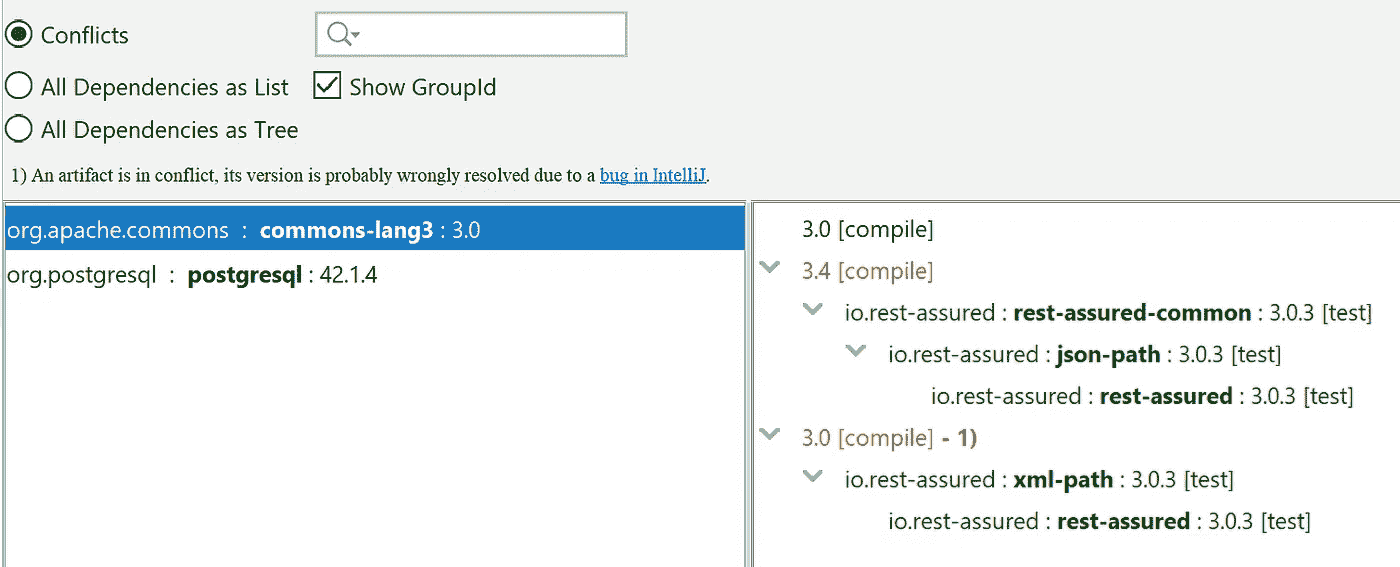 Conflicts
All Dependencies as List
Show GroupId
All Dependencies as Tree
1) An artifact is in conflict, its version is probably wrongly resolved due to a bug in IntelliJ.
org.apache.commons : commons-lang3 : 3.0
org.postgresql : postgresql : 42.1.4
3.0 [compile]
3.4 [compile]
io.rest-assured : rest-assured-common : 3.0.3 [test]
io.rest-assured : json-path : 3.0.3 [test]
io.rest-assured : rest-assured : 3.0.3 [test]
3.0 [compile] - 1)
io.rest-assured : xml-path : 3.0.3 [test]
io.rest-assured : rest-assured : 3.0.3 [test]